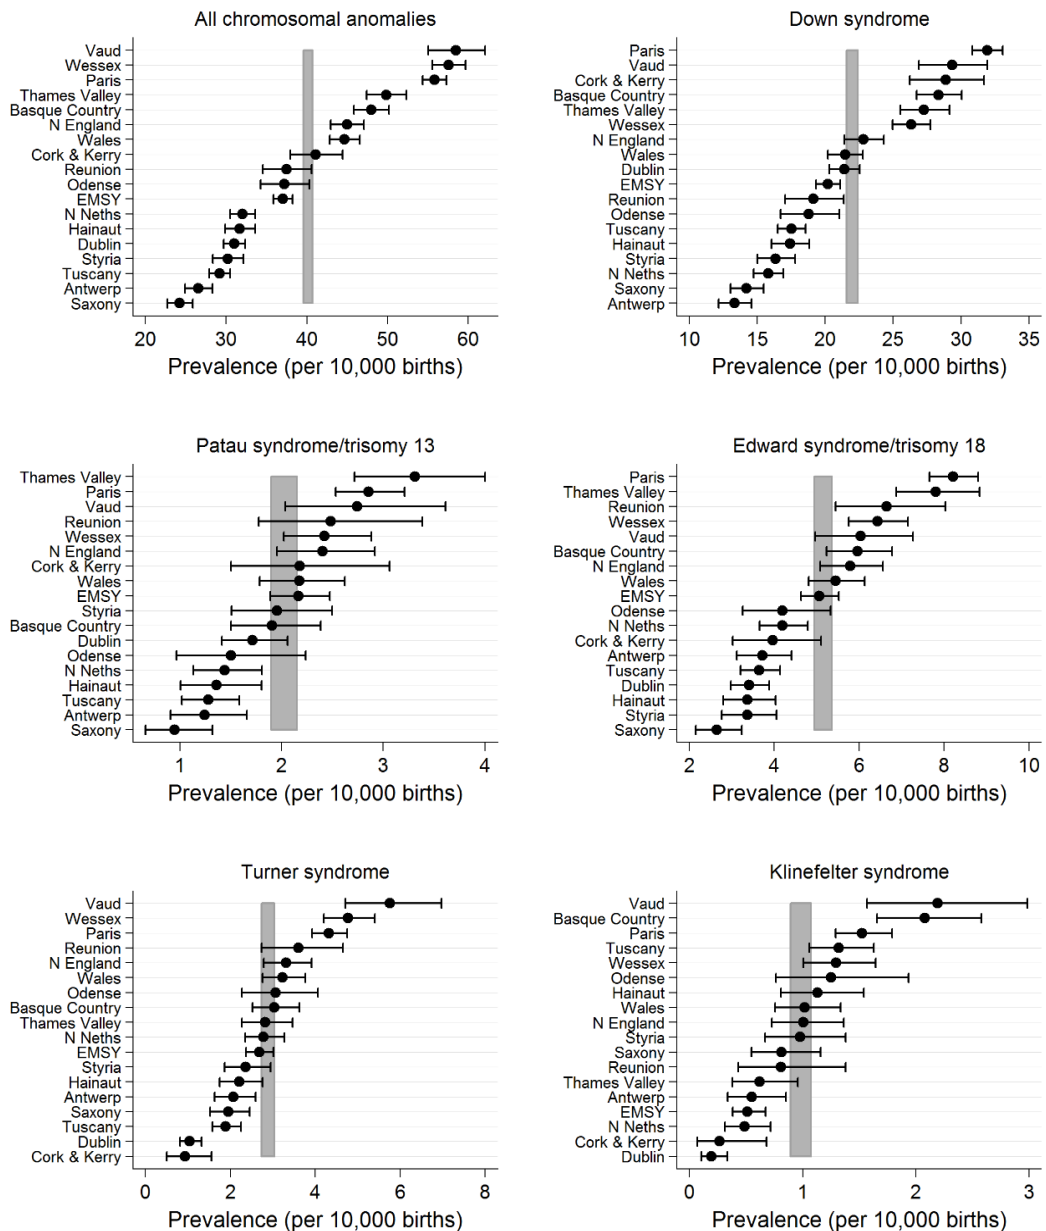 All chromosomal anomalies
Vaud
Wessex
Paris
Thames Valley
Basque Country
N England
Wales
Cork & Kerry
Reunion
Odense
EMSY
N Neths
Hainaut
Dublin
Styria
Tuscany
Antwerp
Saxony
20 30 40 50 60
Prevalence (per 10,000 births)
Down syndrome
Paris
Vaud
Cork & Kerry
Basque Country
Thames Valley
Wessex
N England
Wales
Dublin
EMSY
Reunion
Odense
Tuscany
Hainaut
Styria
N Neths
Saxony
Antwerp
10 15 20 25 30 35
Prevalence (per 10,000 births)
Patau syndrome/trisomy 13
Thames Valley
Paris
Vaud
Reunion
Wessex
N England
Cork & Kerry
Wales
EMSY
Styria
Basque Country
Dublin
Odense
N Neths
Hainaut
Tuscany
Antwerp
Saxony
1 2 3 4
Prevalence (per 10,000 births)
Edward syndrome/trisomy 18
Paris
Thames Valley
Reunion
Wessex
Vaud
Basque Country
N England
Wales
EMSY
Odense
N Neths
Cork & Kerry
Antwerp
Tuscany
Dublin
Hainaut
Styria
Saxony
2 4 6 8 10
Prevalence (per 10,000 births)
Turner syndrome
Vaud
Wessex
Paris
Reunion
N England
Wales
Odense
Basque Country
Thames Valley
N Neths
EMSY
Styria
Hainaut
Antwerp
Saxony
Tuscany
Dublin
Cork & Kerry
0 2 4 6 8
Prevalence (per 10,000 births)
Klinefelter syndrome
Vaud
Basque Country
Paris
Tuscany
Wessex
Odense
Hainaut
Wales
N England
Styria
Saxony
Reunion
Thames Valley
Antwerp
EMSY
N Neths
Cork & Kerry
Dublin
0 1 2 3
Prevalence (per 10,000 births)